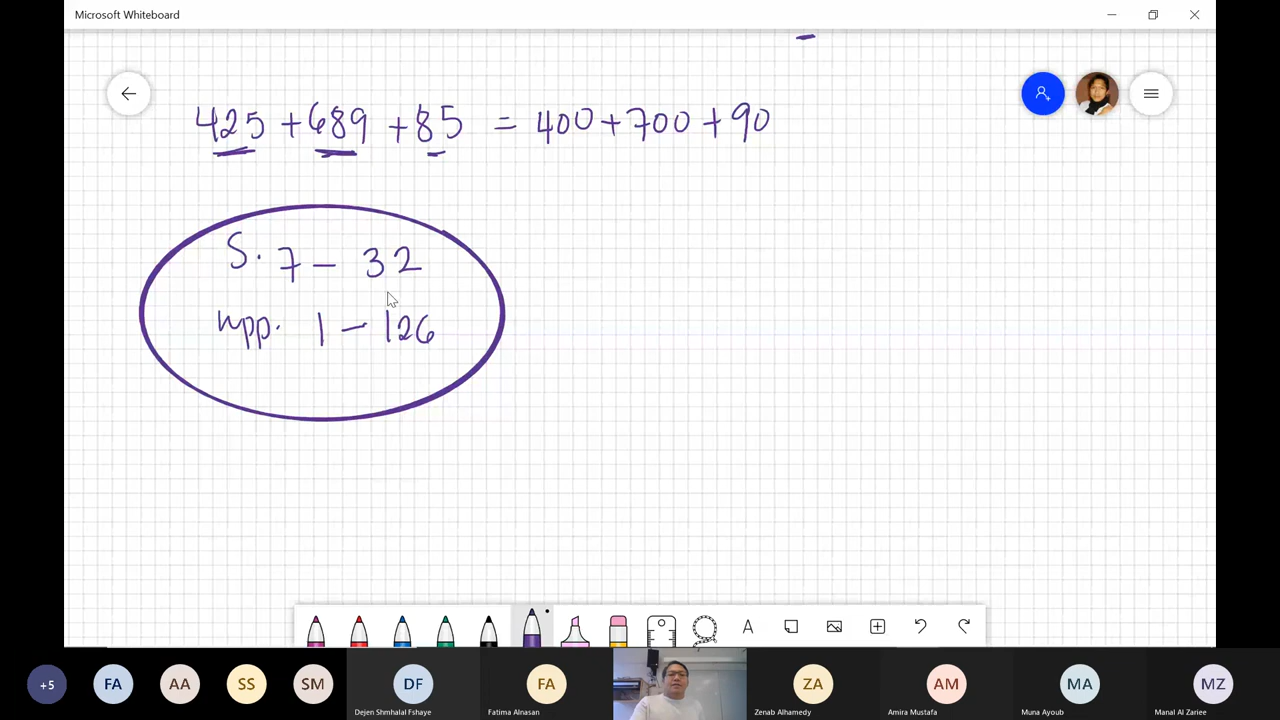 Microsoft Whiteboard
425 + 689 + 85 = 400 + 700 + 90
S. 7 - 32
upp. 1 - 126
A
+5
FA
AA
SS
SM
DF
Dejen Shmhalal Fshaye
FA
Fatima Alnasan
ZA
Zenab Alhamedy
AM
Amira Mustafa
MA
Muna Ayoub
MZ
Manal Al Zariee